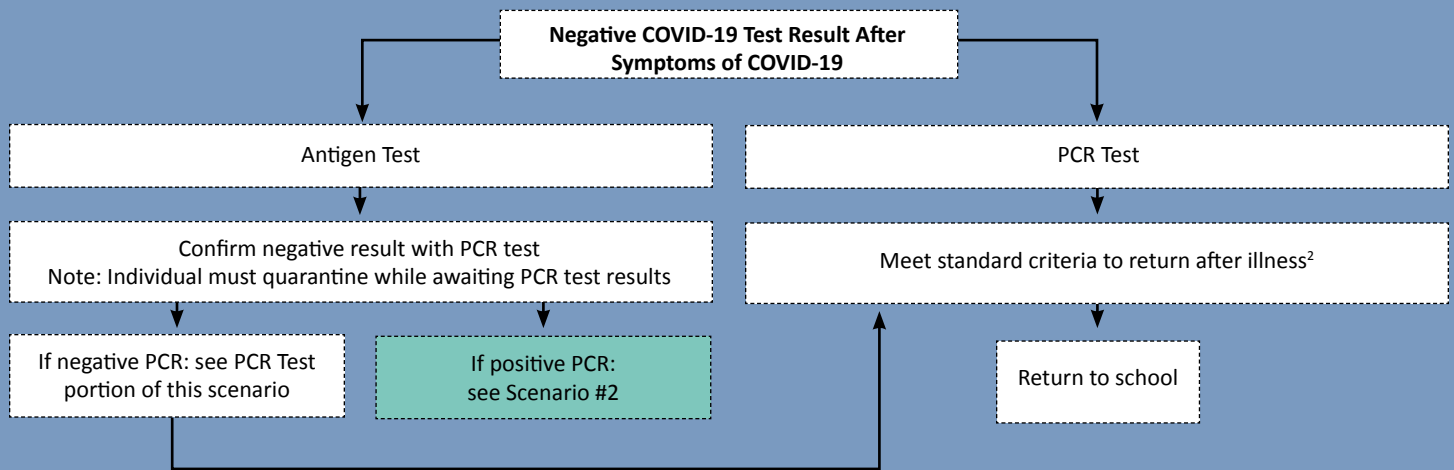 Negative COVID-19 Test Result After
Symptoms of COVID-19
Antigen Test
PCR Test
Confirm negative result with PCR test
Note: Individual must quarantine while awaiting PCR test results
Meet standard criteria to return after illness²
If negative PCR: see PCR Test
portion of this scenario
If positive PCR:
see Scenario #2
Return to school